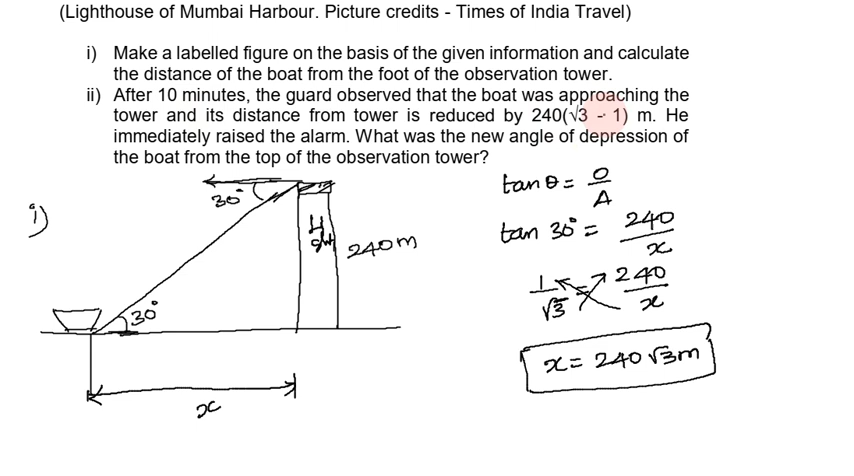 (Lighthouse of Mumbai Harbour. Picture credits - Times of India Travel)
i) Make a labelled figure on the basis of the given information and calculate
the distance of the boat from the foot of the observation tower.
ii) After 10 minutes, the guard observed that the boat was approaching the
tower and its distance from tower is reduced by 240(√3 - 1) m. He
immediately raised the alarm. What was the new angle of depression of
the boat from the top of the observation tower?
i)
30°
240m
30°
x
tanθ = O/A
tan 30° = 240/x
1/√3 = 240/x
x = 240√3m